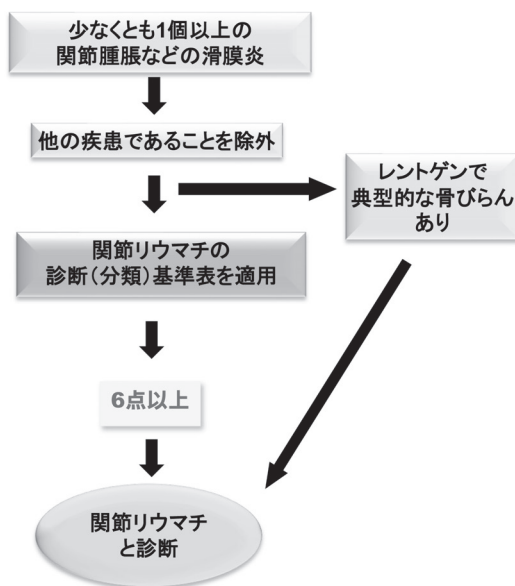 少なくとも1個以上の
関節腫脹などの滑膜炎
他の疾患であることを除外
レントゲンで
典型的な骨びらん
あり
関節リウマチの
診断(分類)基準表を適用
6点以上
関節リウマチ
と診断